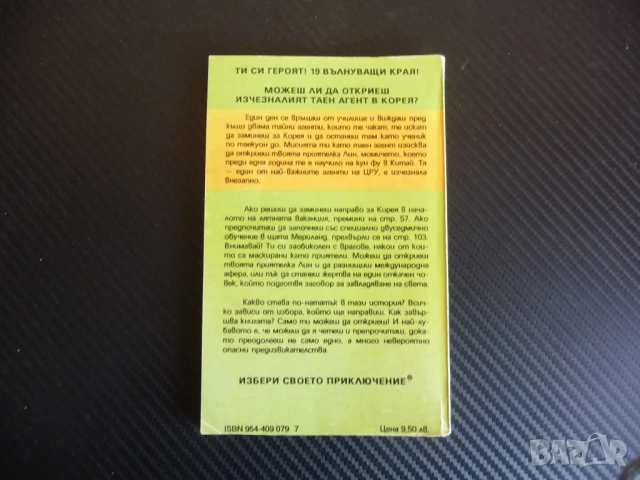 ТИ СИ ГЕРОЯТ! 19 ВЪЛНУВАЩИ КРАЯ!
МОЖЕШ ЛИ ДА ОТКРИЕШ
ИЗЧЕЗНАЛИЯТ ТАЕН АГЕНТ В КОРЕЯ?
Един ден се връщаш от училище и виждаш пред
къщи двама тайни агенти, които те чакат. те искат
да заминеш за Корея и да останеш там като ученик
по таекуон до. Мисията ти като таен агент изисква
да откриеш твоята приятелка Лин, момичето, което
преди една година те е научило на кун фу в Китай. Тя
— един от най-важните агенти на ЦРУ, е изчезнала
внезапно.
Ако решиш да заминеш направо за Корея в нача-
лото на лятната ваканция, премини на стр. 57. Ако
предпочиташ да започнеш със специално двуседмично
обучение в щата Мериланд, прехвърли се на стр. 103.
Внимавай! Ти си заобиколен с врагове, някои от кои-
то са маскирани като приятели. Можеш да откриеш
твоята приятелка Лин и да разнищиш международна
афера, или пък да станеш жертва на един откачен чо-
век, който подготвя заговор за завладяване на света.
Какво става по-нататък в тази история? Всич-
ко зависи от избора, който ще направиш. Как завър-
шва книгата? Само ти можеш да откриеш! И най-ху-
бавото е, че можеш да я четеш и препрочиташ, дока-
то преодолееш не само едно, а много невероятно
опасни предизвикателства.
ИЗБЕРИ СВОЕТО ПРИКЛЮЧЕНИЕ®
ISBN 954-409 079 7 Цена 9,50 лв.
BAZAR
bg